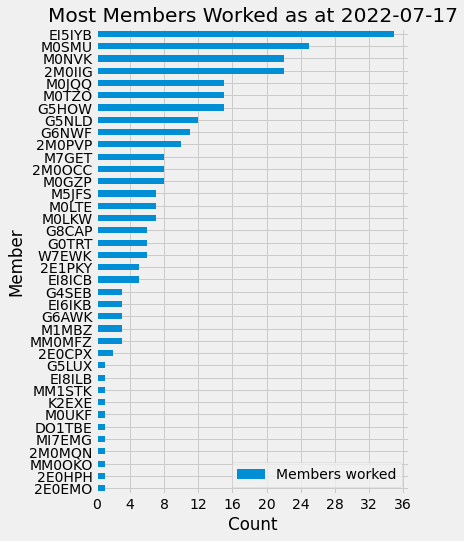 Most Members Worked as at 2022-07-17
Member
EI5IYB
M0SMU
M0NVK
2M0IIG
M0JQQ
M0TZO
G5HOW
G5NLD
G6NWF
2M0PVP
M7GET
2M0OCC
M0GZP
M5JFS
M0LTE
M0LKW
G8CAP
G0TRT
W7EWK
2E1PKY
EI8ICB
G4SEB
EI6IKB
G6AWK
M1MBZ
MM0MFZ
2E0CPX
G5LUX
EI8ILB
MM1STK
K2EXE
M0UKF
DO1TBE
MI7EMG
2M0MQN
MM0OKO
2E0HPH
2E0EMO
Members worked
0 4 8 12 16 20 24 28 32 36
Count